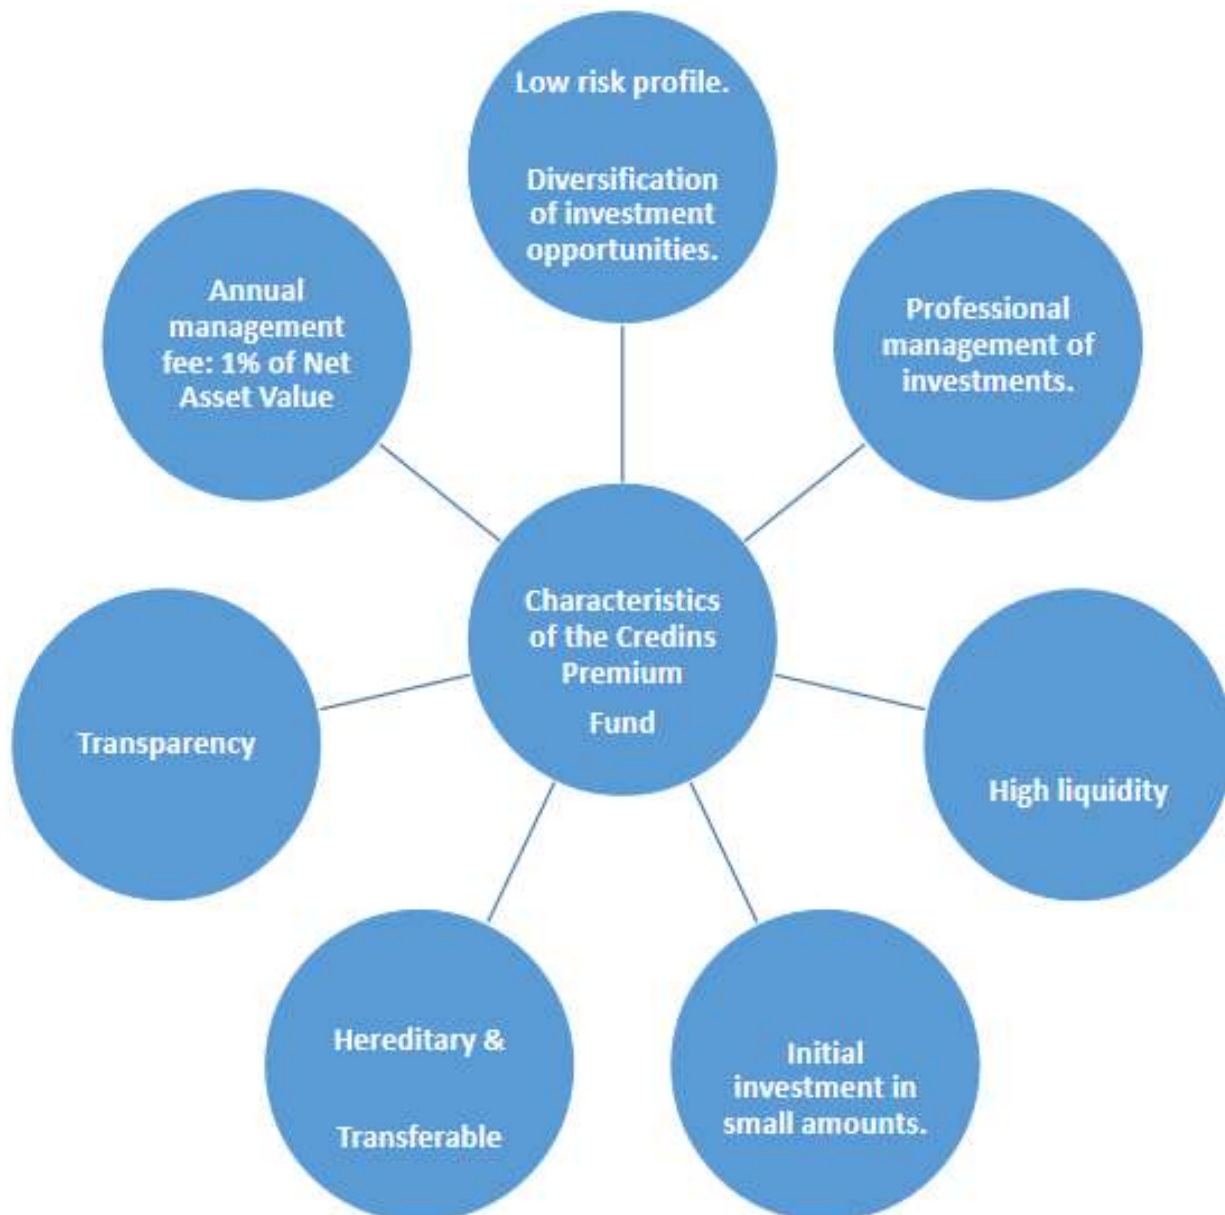 Low risk profile.
Diversification
of investment
opportunities.
Annual
management
fee: 1% of Net
Asset Value
Professional
management of
investments.
Characteristics
of the Credins
Premium
Fund
Transparency
High liquidity
Hereditary &
Transferable
Initial
investment in
small amounts.